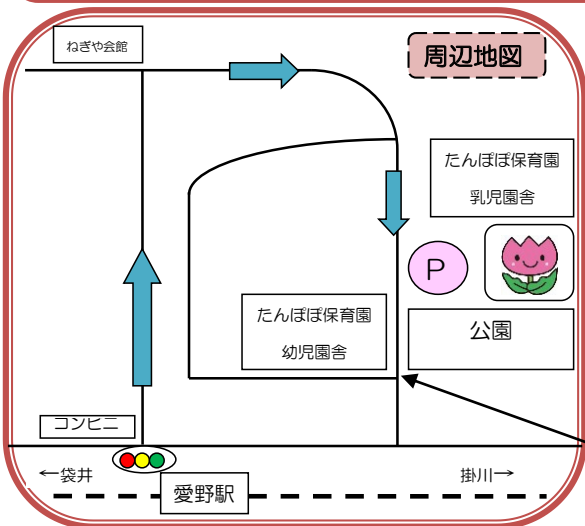 ねぎや会館
周辺地図
たんぽぽ保育園
乳児園舎
P
たんぽぽ保育園
幼児園舎
公園
コンビニ
←袋井
掛川→
愛野駅